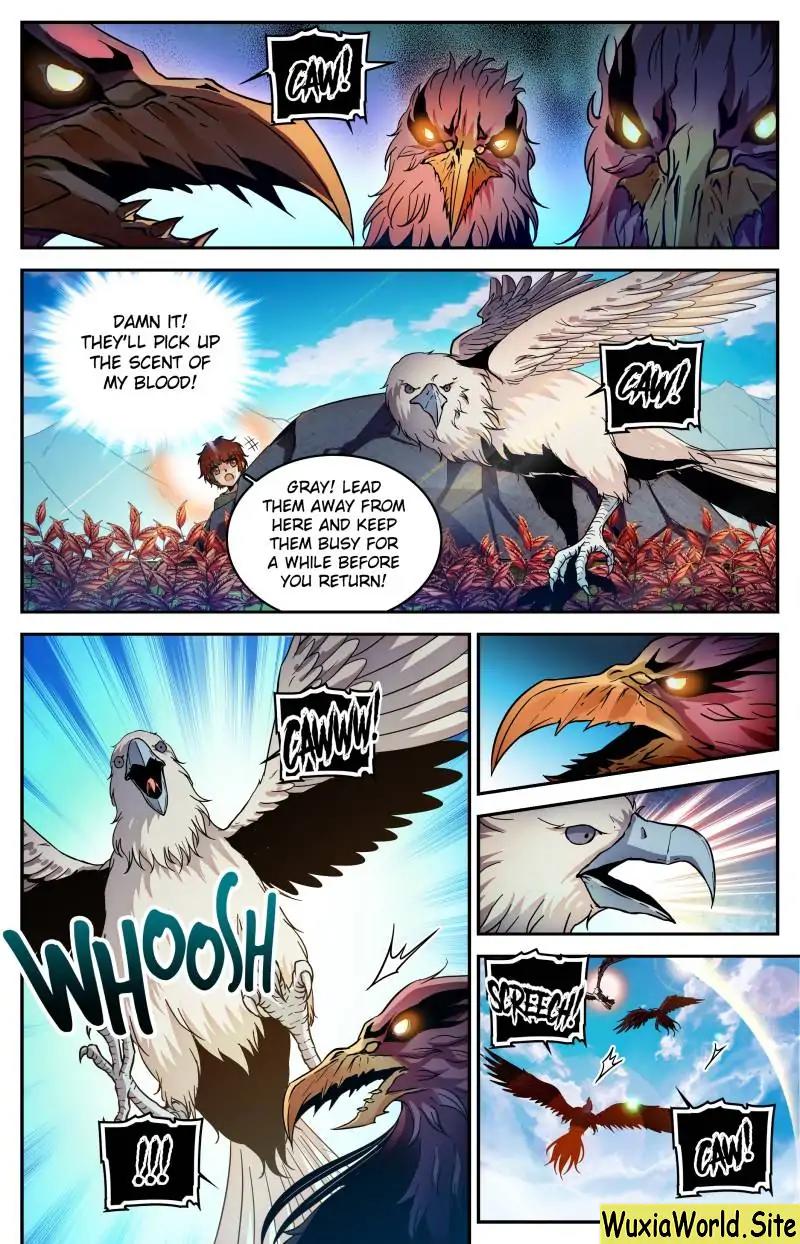 CAW!
DAMN IT!
THEY'LL PICK UP
THE SCENT OF
MY BLOOD!
CAW!
GRAY! LEAD
THEM AWAY FROM
HERE AND KEEP
THEM BUSY FOR
A WHILE BEFORE
YOU RETURN!
CAWWW!
WHOOSH
!!!
SCREECH!
CAW!
WuxiaWorld.Site